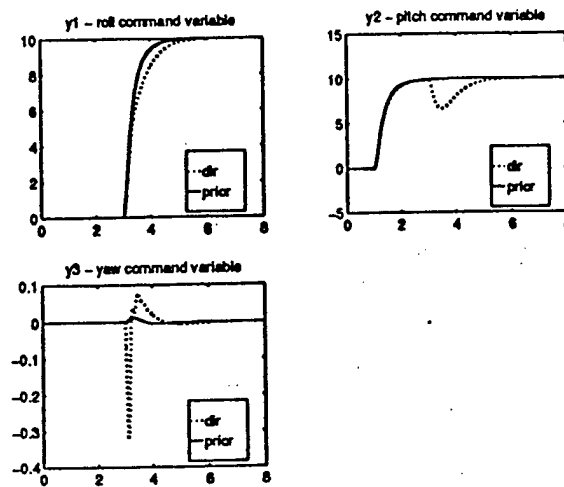 y1 - roll command variable
10
8
6
4
2
0
0 2 4 6 8
dir
prior
y2 - pitch command variable
15
10
5
0
-5
0 2 4 6 8
dir
prior
y3 - yaw command variable
0.1
0
-0.1
-0.2
-0.3
-0.4
0 2 4 6 8
dir
prior